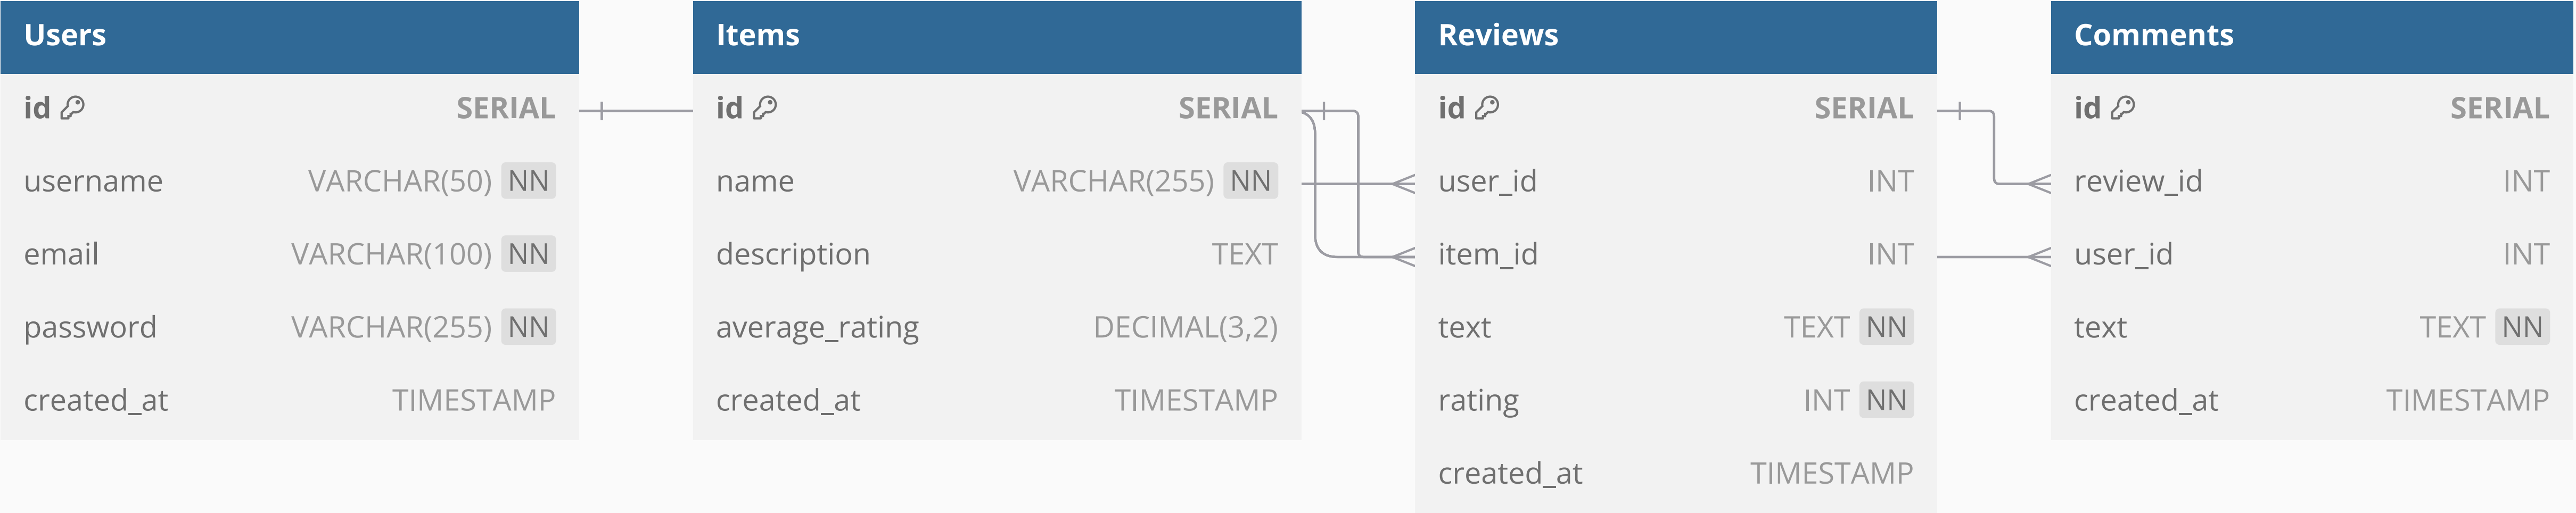 Users
id SERIAL
username VARCHAR(50) NN
email VARCHAR(100) NN
password VARCHAR(255) NN
created_at TIMESTAMP
Items
id SERIAL
name VARCHAR(255) NN
description TEXT
average_rating DECIMAL(3,2)
created_at TIMESTAMP
Reviews
id SERIAL
user_id INT
item_id INT
text TEXT NN
rating INT NN
created_at TIMESTAMP
Comments
id SERIAL
review_id INT
user_id INT
text TEXT NN
created_at TIMESTAMP